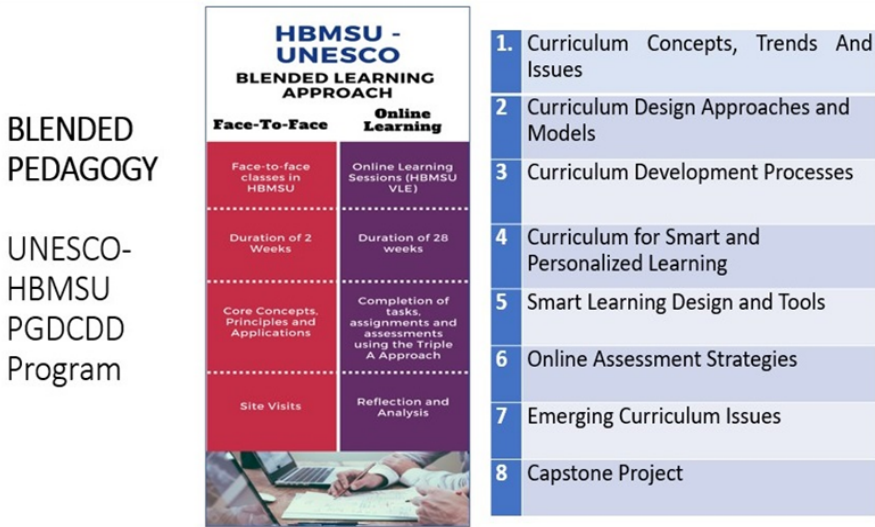 BLENDED
PEDAGOGY
UNESCO-
HBMSU
PGDCDD
Program
HBMSU -
UNESCO
BLENDED LEARNING
APPROACH
Face-To-Face
Online
Learning
Face-to-face
classes in
HBMSU
Online Learning
Sessions (HBMSU
VLE)
Duration of 2
Weeks
Duration of 28
weeks
Core Concepts,
Principles and
Applications
Completion of
tasks,
assignments and
assessments
using the Triple
A Approach
Site Visits
Reflection and
Analysis
1. Curriculum Concepts, Trends And
Issues
2 Curriculum Design Approaches and
Models
3 Curriculum Development Processes
4 Curriculum for Smart and
Personalized Learning
5 Smart Learning Design and Tools
6 Online Assessment Strategies
7 Emerging Curriculum Issues
8 Capstone Project